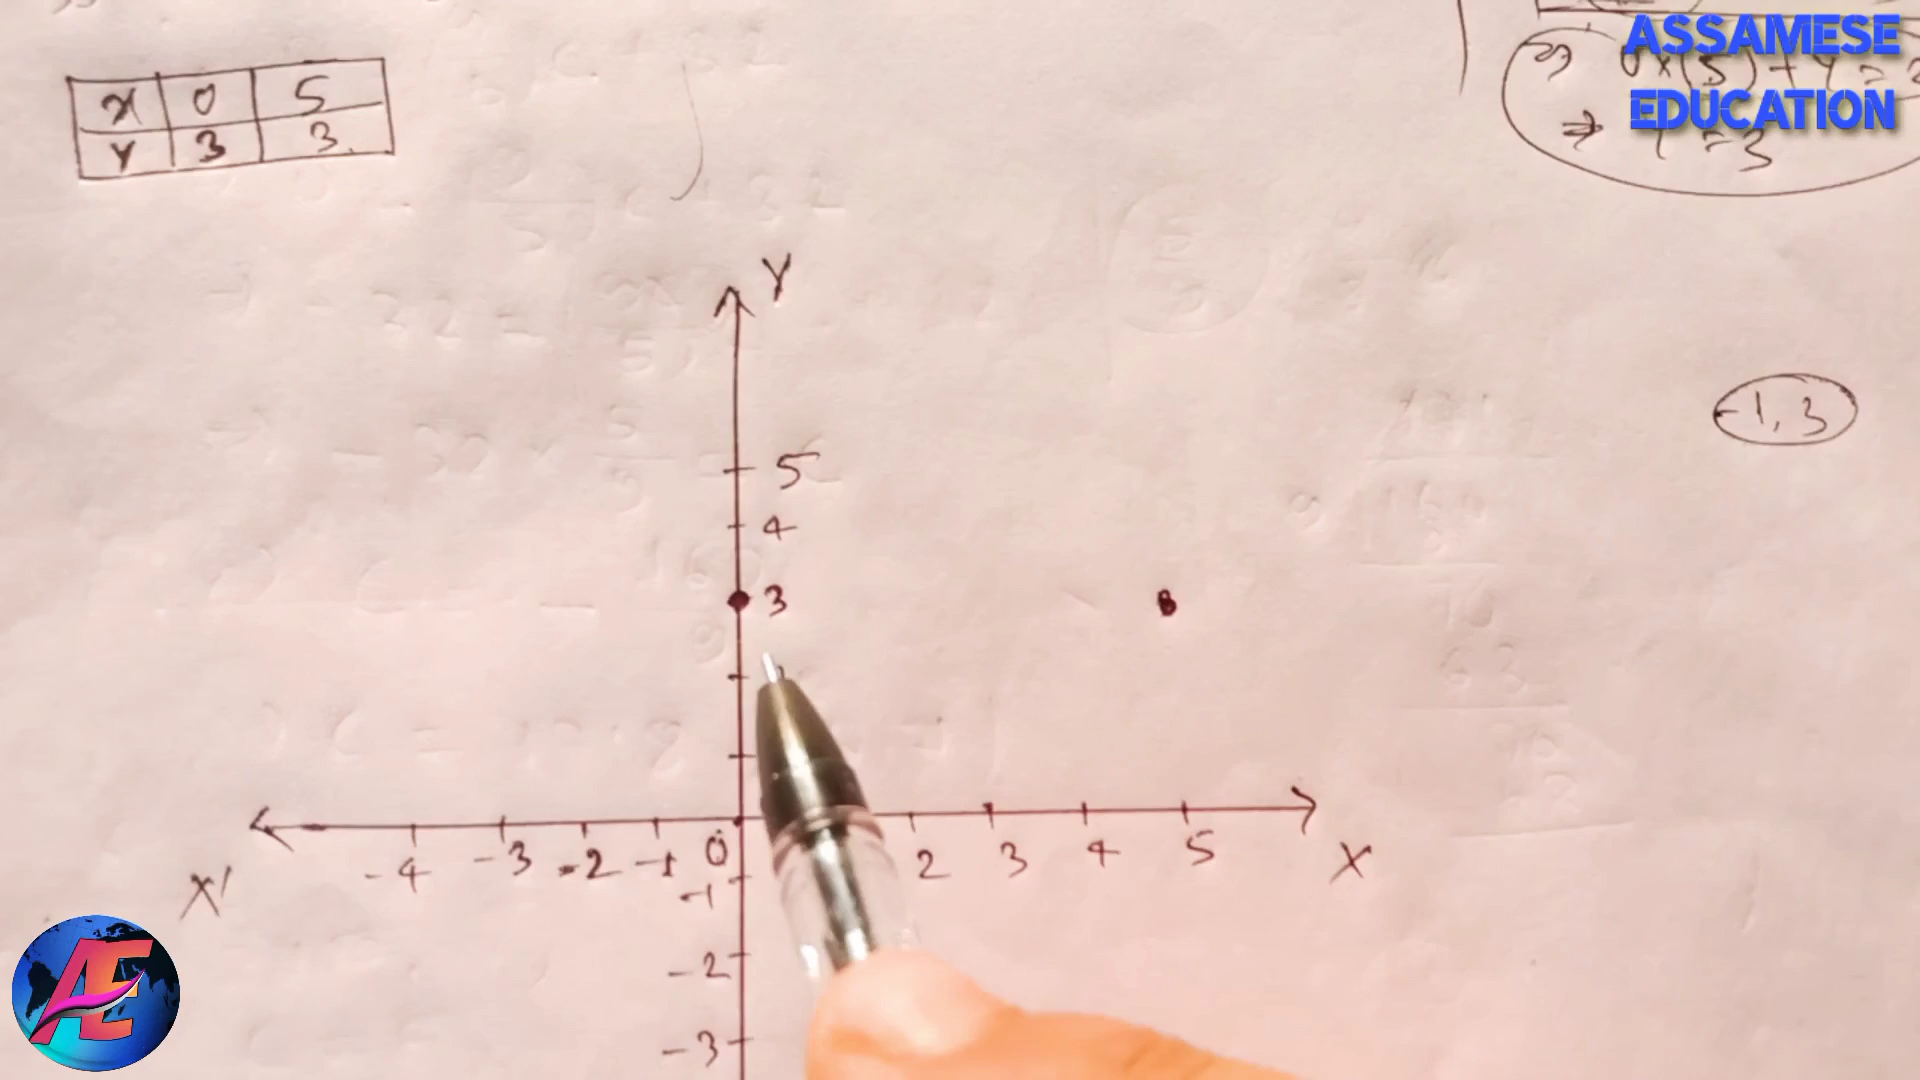 ASSAMESE
EDUCATION
x 0 5
Y 3 3
-1, 3
Y
5
4
3
-4 -3 -2 -1 0 2 3 4 5
X' X
-1
-2
-3
Æ